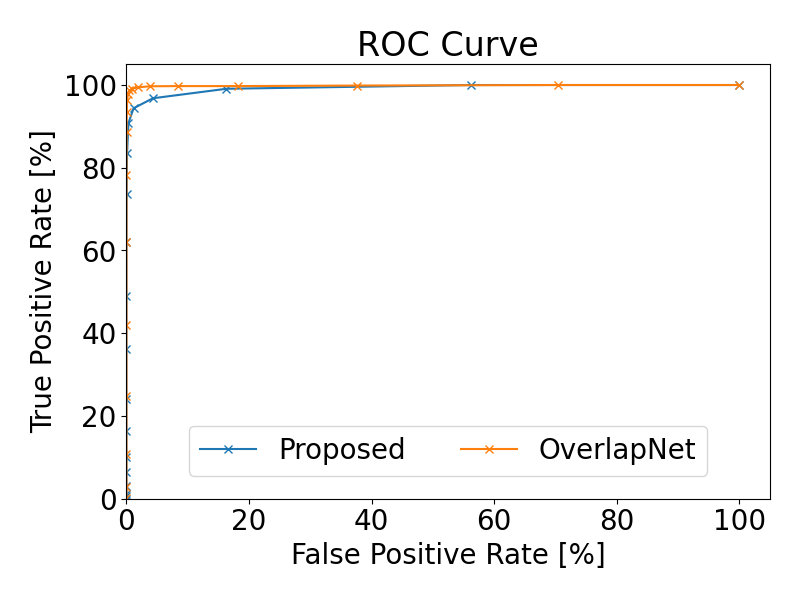 ROC Curve
True Positive Rate [%]
100
80
60
40
20
0
0 20 40 60 80 100
False Positive Rate [%]
Proposed OverlapNet